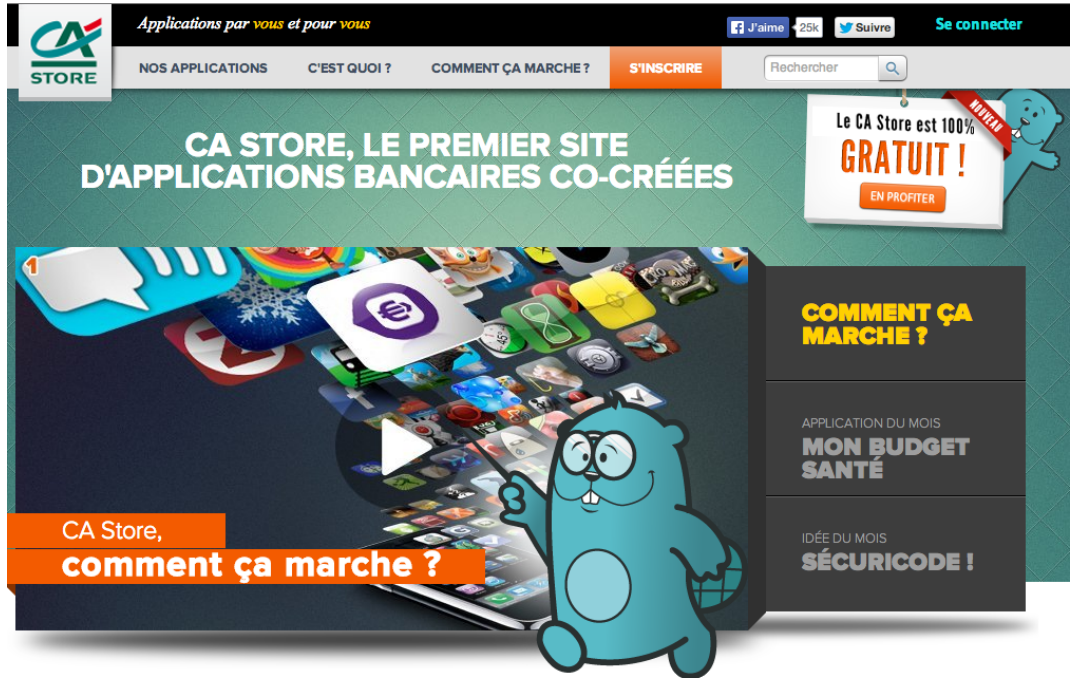 Applications par vous et pour vous
J'aime
25k
Suivre
Se connecter
CA
STORE
NOS APPLICATIONS
C'EST QUOI ?
COMMENT ÇA MARCHE ?
S'INSCRIRE
Rechercher
CA STORE, LE PREMIER SITE
D'APPLICATIONS BANCAIRES CO-CRÉÉES
NOUVEAU
Le CA Store est 100%
GRATUIT !
EN PROFITER
1
45°
CA Store,
comment ça marche ?
COMMENT ÇA
MARCHE ?
APPLICATION DU MOIS
MON BUDGET
SANTÉ
IDÉE DU MOIS
SÉCURICODE !